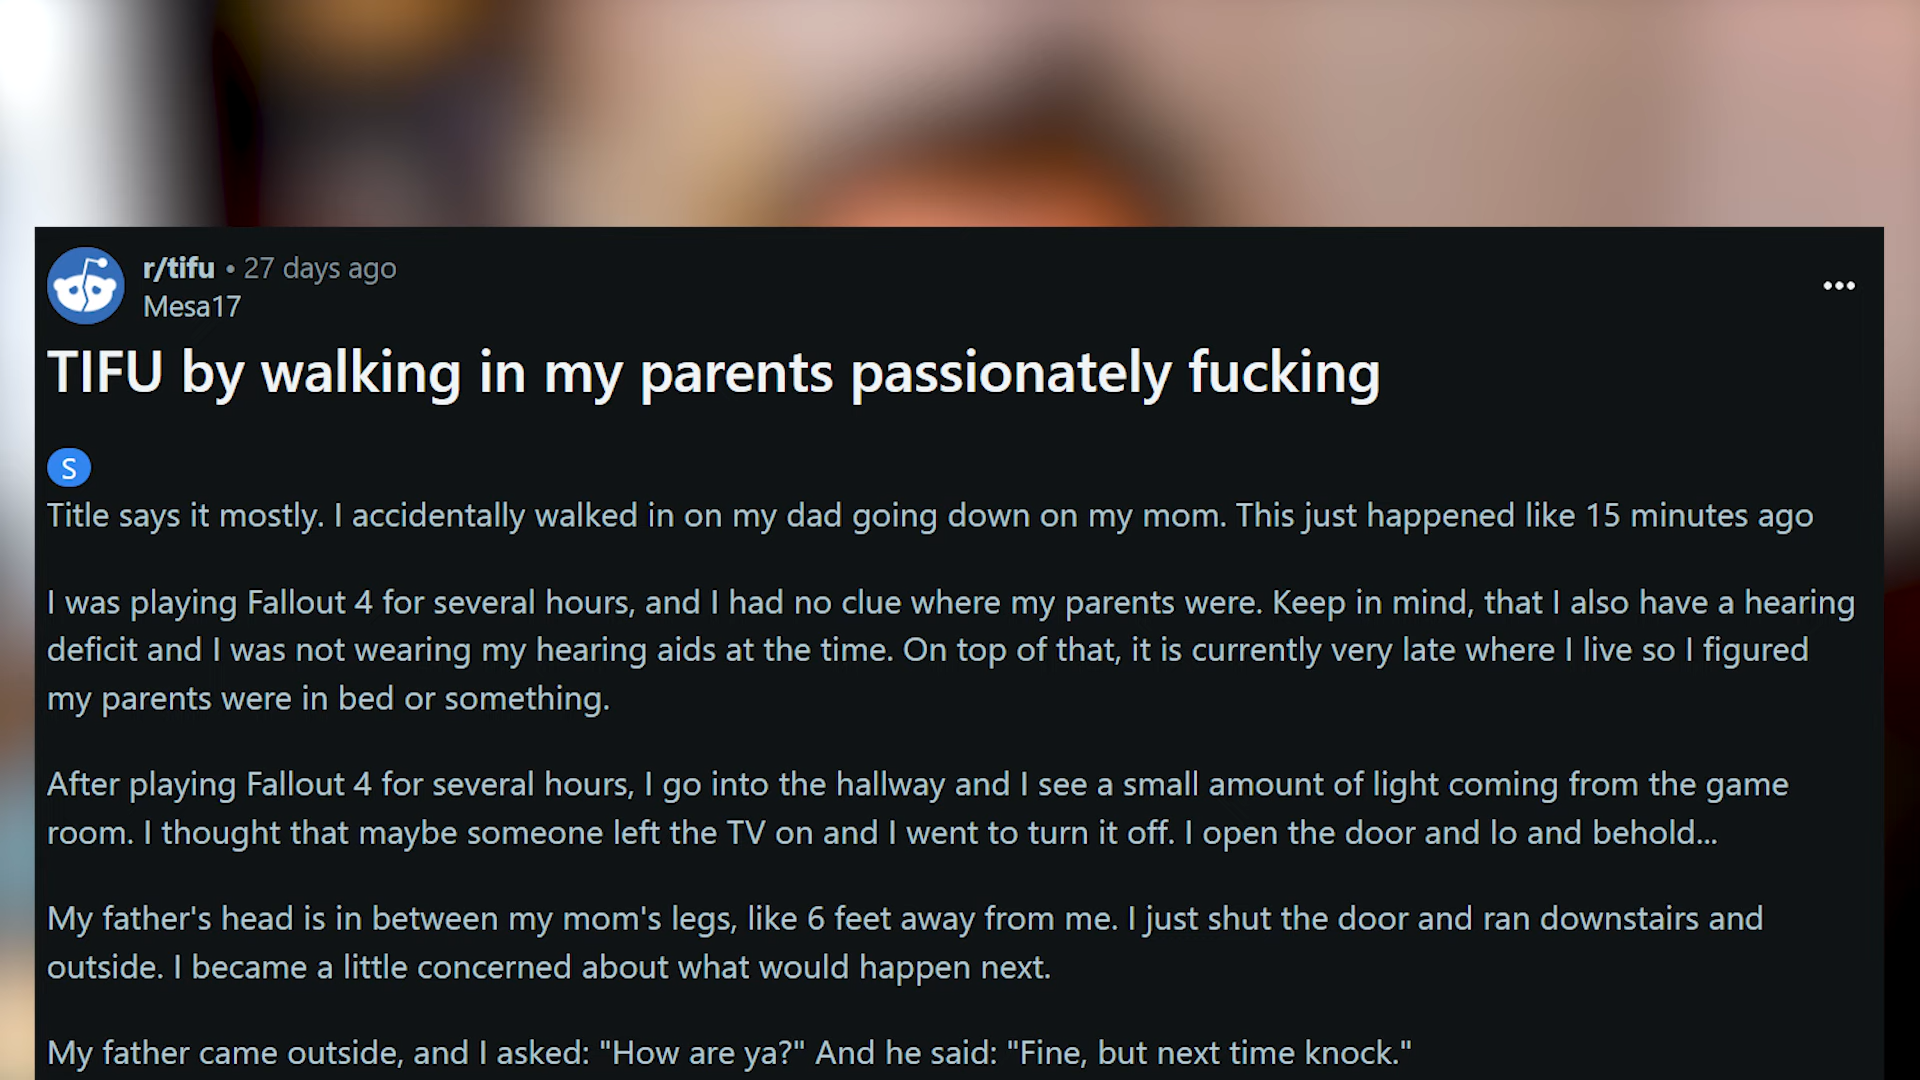 r/tifu • 27 days ago
Mesa17
TIFU by walking in my parents passionately fucking
S
Title says it mostly. I accidentally walked in on my dad going down on my mom. This just happened like 15 minutes ago
I was playing Fallout 4 for several hours, and I had no clue where my parents were. Keep in mind, that I also have a hearing
deficit and I was not wearing my hearing aids at the time. On top of that, it is currently very late where I live so I figured
my parents were in bed or something.
After playing Fallout 4 for several hours, I go into the hallway and I see a small amount of light coming from the game
room. I thought that maybe someone left the TV on and I went to turn it off. I open the door and lo and behold...
My father's head is in between my mom's legs, like 6 feet away from me. I just shut the door and ran downstairs and
outside. I became a little concerned about what would happen next.
My father came outside, and I asked: "How are ya?" And he said: "Fine, but next time knock."